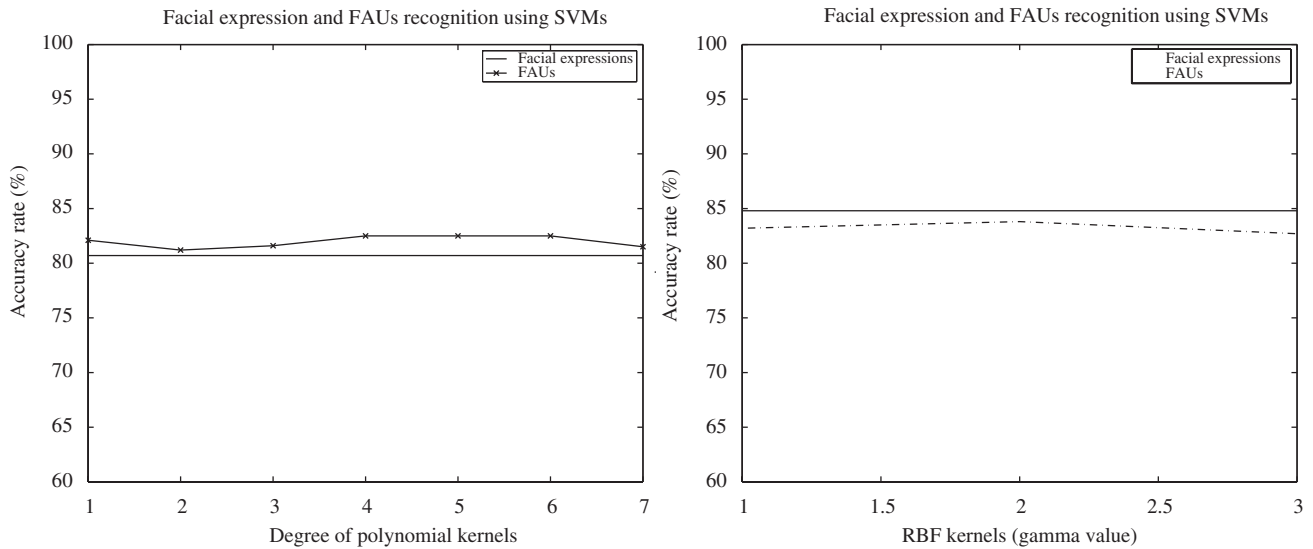 Facial expression and FAUs recognition using SVMs
100
95
90
85
80
75
70
65
60
Accuracy rate (%)
Facial expressions
FAUs
1 2 3 4 5 6 7
Degree of polynomial kernels
Facial expression and FAUs recognition using SVMs
100
95
90
85
80
75
70
65
60
Accuracy rate (%)
Facial expressions
FAUs
1 1.5 2 2.5 3
RBF kernels (gamma value)